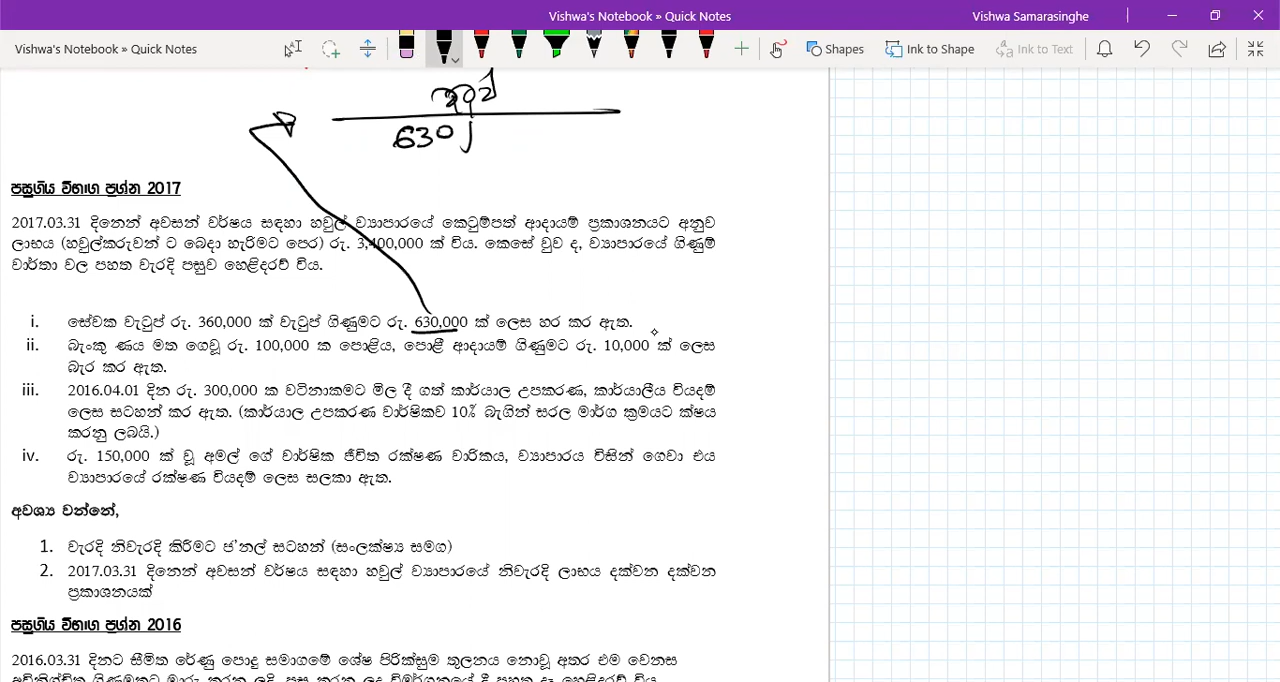 Vishwa's Notebook » Quick Notes
Vishwa Samarasinghe
Vishwa's Notebook » Quick Notes
Shapes
Ink to Shape
Ink to Text
630
පසුගිය විභාග ප්‍රශ්න 2017
2017.03.31 දිනෙන් අවසන් වර්ෂය සඳහා හවුල් ව්‍යාපාරයේ කෙටුම්පත් ආදායම් ප්‍රකාශනයට අනුව
ලාභය (හවුල්කරුවන් ට බෙදා හැරිමට පෙර) රු. 3,400,000 ක් විය. කෙසේ වුව ද, ව්‍යාපාරයේ ගිණුම්
වාර්තා වල පහත වැරදි පසුව හෙළිදරව් විය.
i. සේවක වැටුප් රු. 360,000 ක් වැටුප් ගිණුමට රු. 630,000 ක් ලෙස හර කර ඇත.
ii. බැංකු ණය මත ගෙවූ රු. 100,000 ක පොළිය, පොළී ආදායම් ගිණුමට රු. 10,000 ක් ලෙස
බැර කර ඇත.
iii. 2016.04.01 දින රු. 300,000 ක වටිනාකමට මිල දී ගත් කාර්යාල උපකරණ, කාර්යාලීය වියදම්
ලෙස සටහන් කර ඇත. (කාර්යාල උපකරණ වාර්ෂිකව 10% බැගින් සරල මාර්ග ක්‍රමයට ක්ෂය
කරනු ලබයි.)
iv. රු. 150,000 ක් වූ අමල් ගේ වාර්ෂික ජීවිත රක්ෂණ වාරිකය, ව්‍යාපාරය විසින් ගෙවා එය
ව්‍යාපාරයේ රක්ෂණ වියදම් ලෙස සලකා ඇත.
අවශ්‍ය වන්නේ,
1. වැරදි නිවැරදි කිරීමට ජ'නල් සටහන් (සංලක්ෂ්‍ය සමග)
2. 2017.03.31 දිනෙන් අවසන් වර්ෂය සඳහා හවුල් ව්‍යාපාරයේ නිවැරදි ලාභය දක්වන දක්වන
ප්‍රකාශනයක්
පසුගිය විභාග ප්‍රශ්න 2016
2016.03.31 දිනට සීමිත රේණු පොදු සමාගමේ ශේෂ පිරික්සුම තුලනය නොවූ අතර එම වෙනස